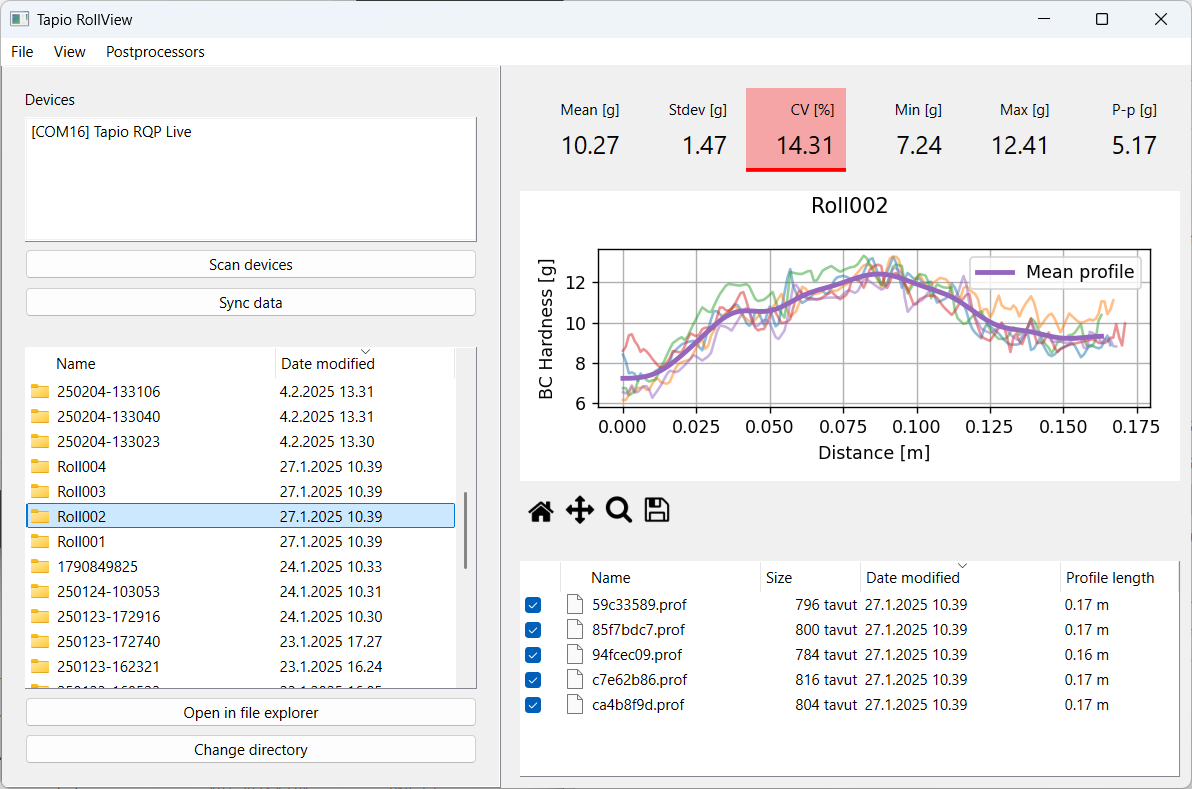 Tapio RollView
File View Postprocessors
Devices
[COM16] Tapio RQP Live
Scan devices
Sync data
Name Date modified
250204-133106 4.2.2025 13.31
250204-133040 4.2.2025 13.31
250204-133023 4.2.2025 13.30
Roll004 27.1.2025 10.39
Roll003 27.1.2025 10.39
Roll002 27.1.2025 10.39
Roll001 27.1.2025 10.39
1790849825 24.1.2025 10.33
250124-103053 24.1.2025 10.31
250123-172916 24.1.2025 10.30
250123-172740 23.1.2025 17.27
250123-162321 23.1.2025 16.24
Open in file explorer
Change directory
Mean [g] Stdev [g] CV [%] Min [g] Max [g] P-p [g]
10.27 1.47 14.31 7.24 12.41 5.17
Roll002
BC Hardness [g]
Mean profile
12
10
8
6
0.000 0.025 0.050 0.075 0.100 0.125 0.150 0.175
Distance [m]
Name Size Date modified Profile length
59c33589.prof 796 tavut 27.1.2025 10.39 0.17 m
85f7bdc7.prof 800 tavut 27.1.2025 10.39 0.17 m
94fcec09.prof 784 tavut 27.1.2025 10.39 0.16 m
c7e62b86.prof 816 tavut 27.1.2025 10.39 0.17 m
ca4b8f9d.prof 804 tavut 27.1.2025 10.39 0.17 m